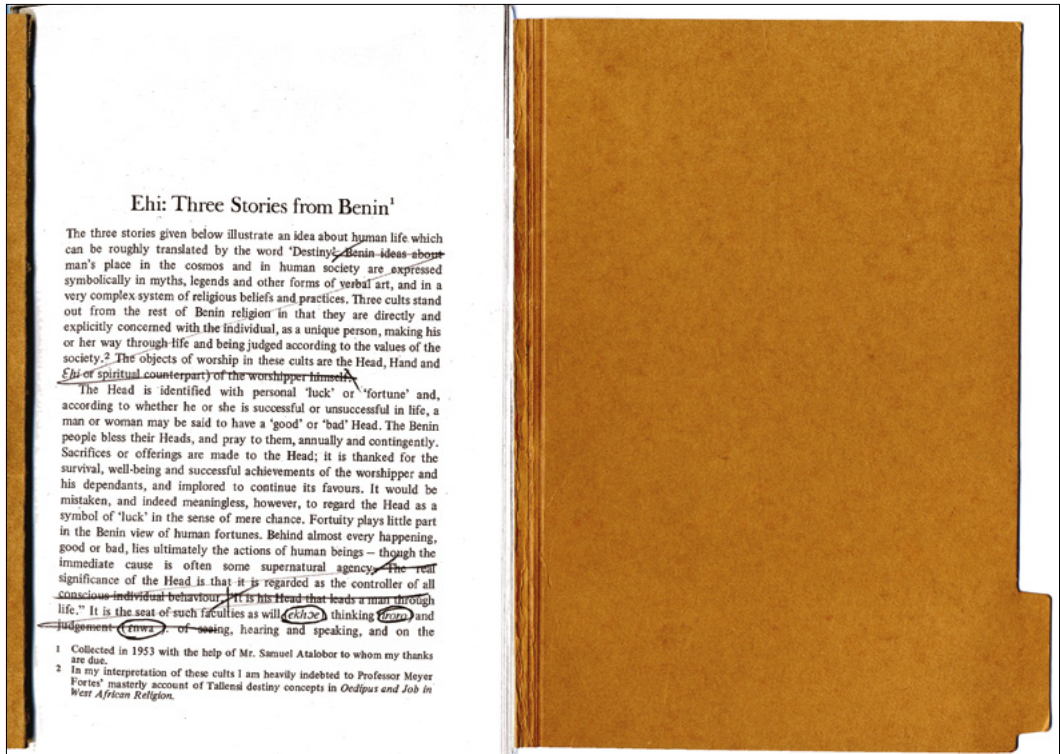 Ehi: Three Stories from Benin¹
The three stories given below illustrate an idea about human life which
can be roughly translated by the word 'Destiny'. Benin ideas about
man's place in the cosmos and in human society are expressed
symbolically in myths, legends and other forms of verbal art, and in a
very complex system of religious beliefs and practices. Three cults stand
out from the rest of Benin religion in that they are directly and
explicitly concerned with the individual, as a unique person, making his
or her way through life and being judged according to the values of the
society.² The objects of worship in these cults are the Head, Hand and
Ehi or spiritual counterpart) of the worshipper himself.
The Head is identified with personal 'luck' or 'fortune' and,
according to whether he or she is successful or unsuccessful in life, a
man or woman may be said to have a 'good' or 'bad' Head. The Benin
people bless their Heads, and pray to them, annually and contingently.
Sacrifices or offerings are made to the Head; it is thanked for the
survival, well-being and successful achievements of the worshipper and
his dependants, and implored to continue its favours. It would be
mistaken, and indeed meaningless, however, to regard the Head as a
symbol of 'luck' in the sense of mere chance. Fortuity plays little part
in the Benin view of human fortunes. Behind almost every happening,
good or bad, lies ultimately the actions of human beings – though the
immediate cause is often some supernatural agency. The real
significance of the Head is that it is regarded as the controller of all
conscious individual behaviour. "It is his Head that leads a man through
life." It is the seat of such faculties as will (ekhɔe) thinking (iroro) and
judgement (ɛnwa). of seeing, hearing and speaking, and on the
1 Collected in 1953 with the help of Mr. Samuel Atalobor to whom my thanks
are due.
2 In my interpretation of these cults I am heavily indebted to Professor Meyer
Fortes' masterly account of Tallensi destiny concepts in Oedipus and Job in
West African Religion.